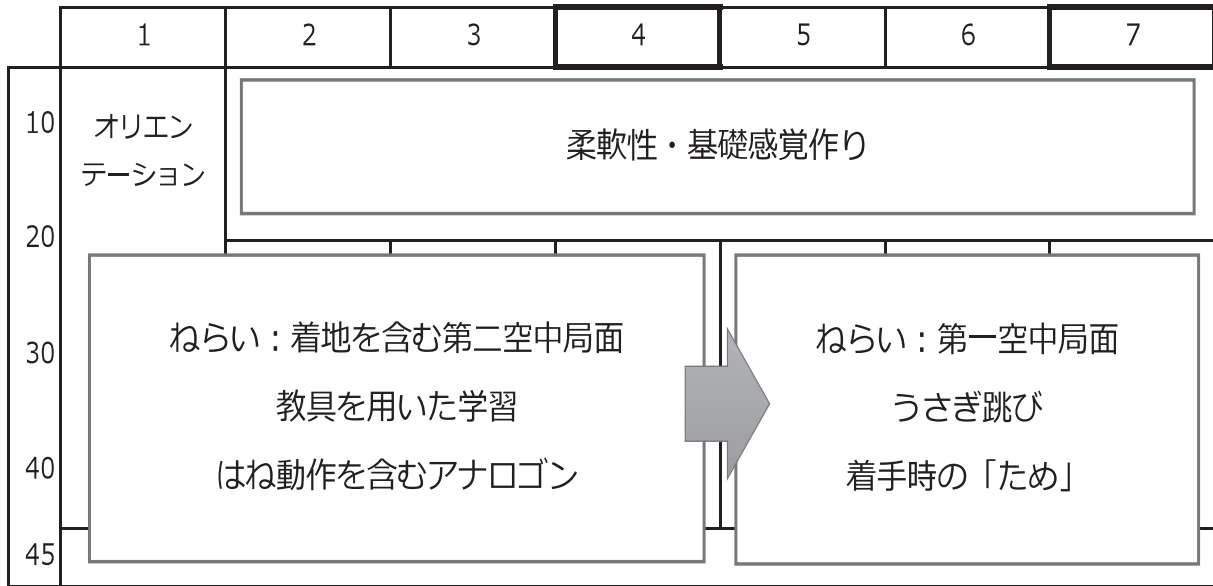 1 2 3 4 5 6 7
10
オリエン
テーション
柔軟性・基礎感覚作り
20
30
40
45
ねらい：着地を含む第二空中局面
教具を用いた学習
はね動作を含むアナロゴン
ねらい：第一空中局面
うさぎ跳び
着手時の「ため」